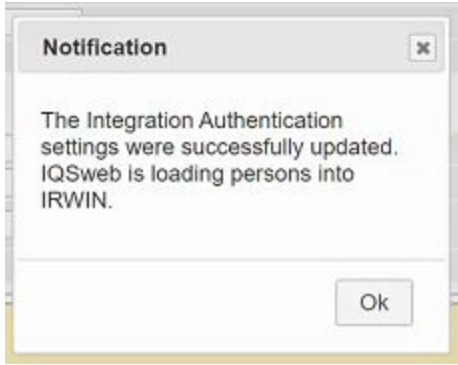 Notification
The Integration Authentication
settings were successfully updated.
IQSweb is loading persons into
IRWIN.
Ok